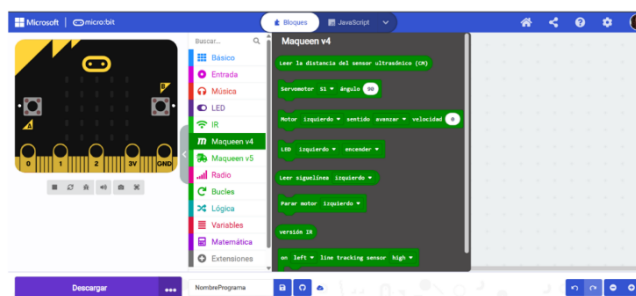 Microsoft micro:bit
Bloques JavaScript
Buscar...
Básico
Entrada
Música
LED
IR
Maqueen v4
Maqueen v5
Radio
Bucles
Lógica
Variables
Matemática
Extensiones
Maqueen v4
Leer la distancia del sensor ultrasónico (CM)
Servomotor S1 ángulo 90
Motor izquierdo sentido avanzar velocidad 0
LED izquierdo encender
Leer siguelíneas izquierdo
Parar motor izquierdo
versión IR
on left line tracking sensor high
A
B
0 1 2 3V GND
Descargar
NombrePrograma